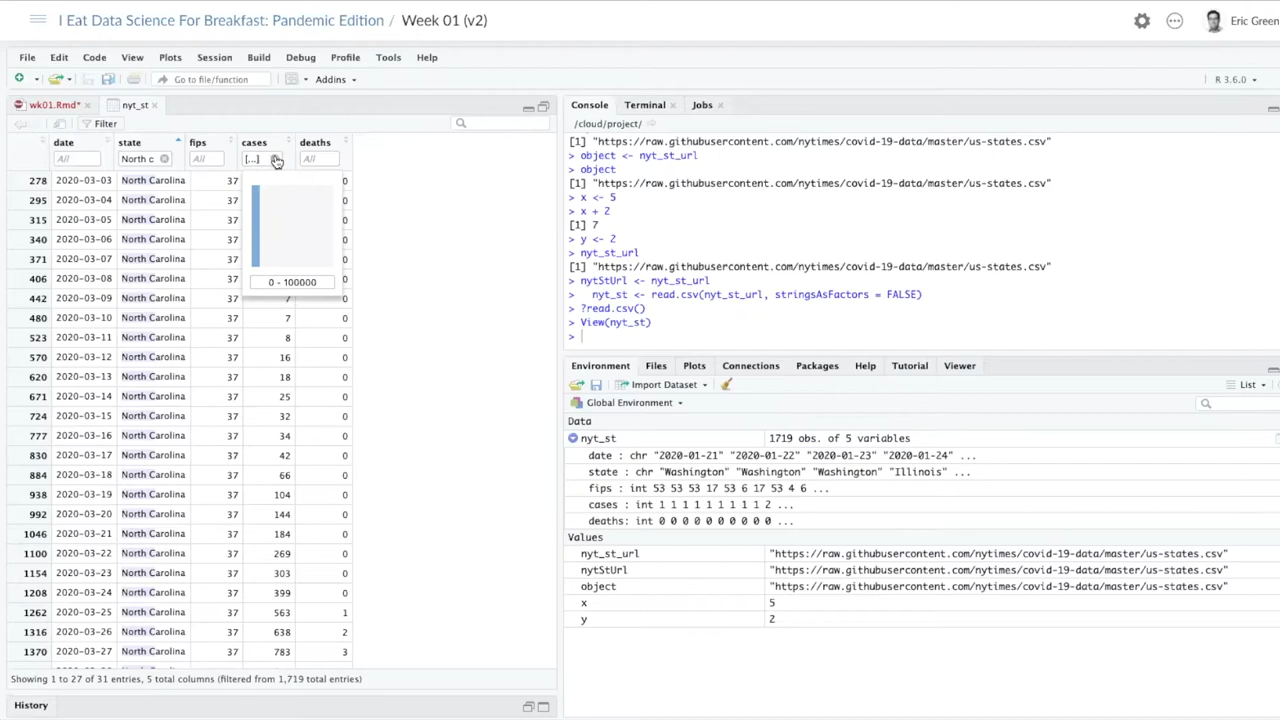 I Eat Data Science For Breakfast: Pandemic Edition / Week 01 (v2)
Eric Green
File Edit Code View Plots Session Build Debug Profile Tools Help
Go to file/function
Addins
R 3.6.0
wk01.Rmd*
nyt_st
Filter
date state fips cases deaths
All North c All [...] All
278 2020-03-03 North Carolina 37 0
295 2020-03-04 North Carolina 37 0
315 2020-03-05 North Carolina 37 0
340 2020-03-06 North Carolina 37 0
371 2020-03-07 North Carolina 37 0
406 2020-03-08 North Carolina 37 0
0 - 100000
442 2020-03-09 North Carolina 37 7 0
480 2020-03-10 North Carolina 37 7 0
523 2020-03-11 North Carolina 37 8 0
570 2020-03-12 North Carolina 37 16 0
620 2020-03-13 North Carolina 37 18 0
671 2020-03-14 North Carolina 37 25 0
724 2020-03-15 North Carolina 37 32 0
777 2020-03-16 North Carolina 37 34 0
830 2020-03-17 North Carolina 37 42 0
884 2020-03-18 North Carolina 37 66 0
938 2020-03-19 North Carolina 37 104 0
992 2020-03-20 North Carolina 37 144 0
1046 2020-03-21 North Carolina 37 184 0
1100 2020-03-22 North Carolina 37 269 0
1154 2020-03-23 North Carolina 37 303 0
1208 2020-03-24 North Carolina 37 399 0
1262 2020-03-25 North Carolina 37 563 1
1316 2020-03-26 North Carolina 37 638 2
1370 2020-03-27 North Carolina 37 783 3
Showing 1 to 27 of 31 entries, 5 total columns (filtered from 1,719 total entries)
History
Console Terminal Jobs
/cloud/project/
[1] "https://raw.githubusercontent.com/nytimes/covid-19-data/master/us-states.csv"
> object <- nyt_st_url
> object
[1] "https://raw.githubusercontent.com/nytimes/covid-19-data/master/us-states.csv"
> x <- 5
> x + 2
[1] 7
> y <- 2
> nyt_st_url
[1] "https://raw.githubusercontent.com/nytimes/covid-19-data/master/us-states.csv"
> nytStUrl <- nyt_st_url
>   nyt_st <- read.csv(nyt_st_url, stringsAsFactors = FALSE)
> ?read.csv()
> View(nyt_st)
>
Environment Files Plots Connections Packages Help Tutorial Viewer
Import Dataset
List
Global Environment
Data
nyt_st 1719 obs. of 5 variables
date : chr "2020-01-21" "2020-01-22" "2020-01-23" "2020-01-24" ...
state : chr "Washington" "Washington" "Washington" "Illinois" ...
fips : int 53 53 53 17 53 6 17 53 4 6 ...
cases : int 1 1 1 1 1 1 1 1 1 2 ...
deaths: int 0 0 0 0 0 0 0 0 0 0 ...
Values
nyt_st_url "https://raw.githubusercontent.com/nytimes/covid-19-data/master/us-states.csv"
nytStUrl "https://raw.githubusercontent.com/nytimes/covid-19-data/master/us-states.csv"
object "https://raw.githubusercontent.com/nytimes/covid-19-data/master/us-states.csv"
x 5
y 2